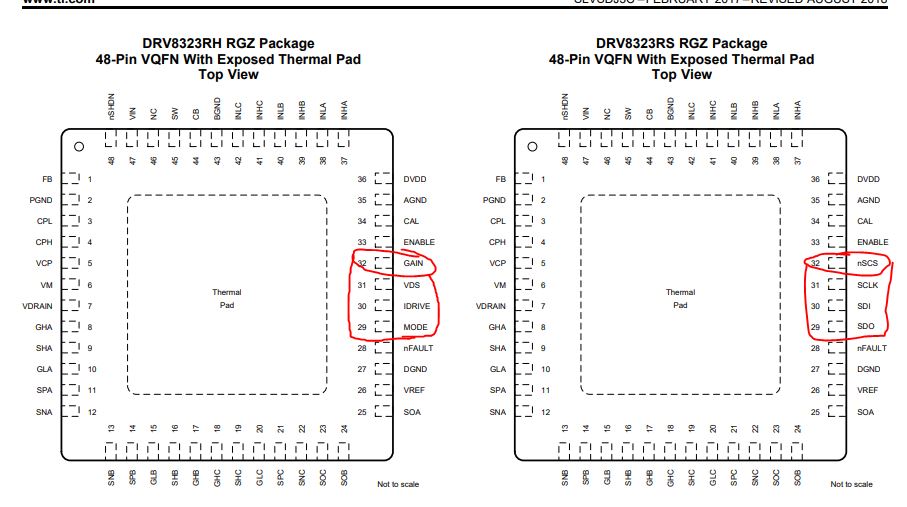 www.ti.com SLVSDJ3C –FEBRUARY 2017–REVISED AUGUST 2018
DRV8323RH RGZ Package
48-Pin VQFN With Exposed Thermal Pad
Top View
nSHDN VIN NC SW CB BGND INLC INHC INLB INHB INLA INHA
48 47 46 45 44 43 42 41 40 39 38 37
FB 1 36 DVDD
PGND 2 35 AGND
CPL 3 34 CAL
CPH 4 33 ENABLE
VCP 5 32 GAIN
VM 6 31 VDS
VDRAIN 7 30 IDRIVE
GHA 8 29 MODE
SHA 9 28 nFAULT
GLA 10 27 DGND
SPA 11 26 VREF
SNA 12 25 SOA
Thermal
Pad
13 14 15 16 17 18 19 20 21 22 23 24
SNB SPB GLB SHB GHB GHC SHC GLC SPC SNC SOC SOB
Not to scale
DRV8323RS RGZ Package
48-Pin VQFN With Exposed Thermal Pad
Top View
nSHDN VIN NC SW CB BGND INLC INHC INLB INHB INLA INHA
48 47 46 45 44 43 42 41 40 39 38 37
FB 1 36 DVDD
PGND 2 35 AGND
CPL 3 34 CAL
CPH 4 33 ENABLE
VCP 5 32 nSCS
VM 6 31 SCLK
VDRAIN 7 30 SDI
GHA 8 29 SDO
SHA 9 28 nFAULT
GLA 10 27 DGND
SPA 11 26 VREF
SNA 12 25 SOA
Thermal
Pad
13 14 15 16 17 18 19 20 21 22 23 24
SNB SPB GLB SHB GHB GHC SHC GLC SPC SNC SOC SOB
Not to scale